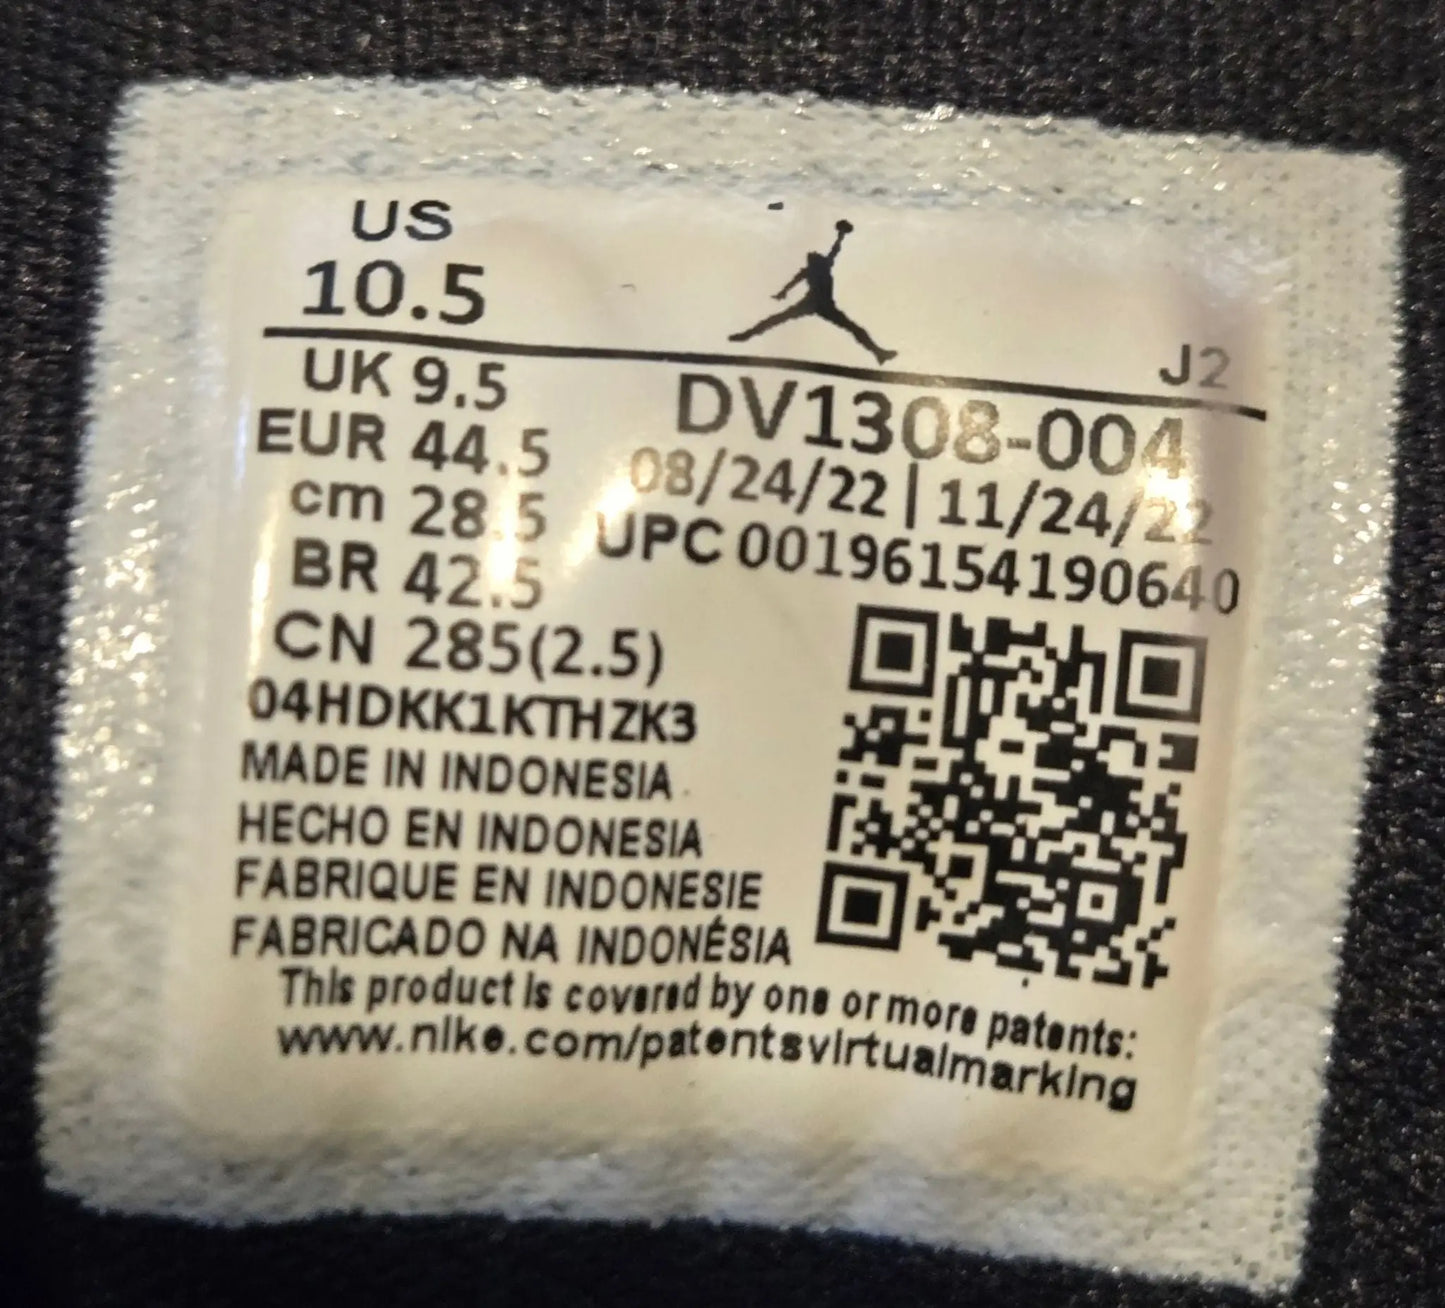 US
10.5
J2
UK 9.5
EUR 44.5
cm 28.5
BR 42.5
CN 285(2.5)
DV1308-004
08/24/22 | 11/24/22
UPC 00196154190640
04HDKK1KTHZK3
MADE IN INDONESIA
HECHO EN INDONESIA
FABRIQUE EN INDONESIE
FABRICADO NA INDONÉSIA
This product is covered by one or more patents:
www.nike.com/patentsvirtualmarking